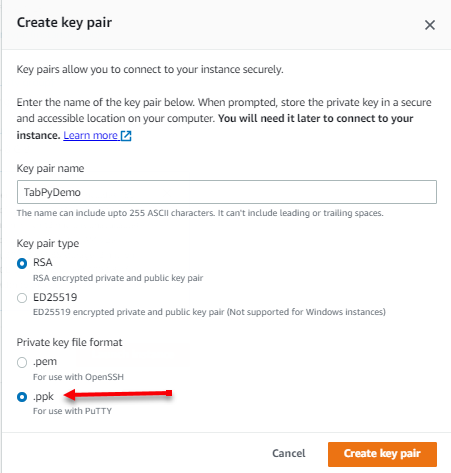 Create key pair
Key pairs allow you to connect to your instance securely.
Enter the name of the key pair below. When prompted, store the private key in a secure
and accessible location on your computer. You will need it later to connect to your
instance. Learn more
Key pair name
TabPyDemo
The name can include upto 255 ASCII characters. It can't include leading or trailing spaces.
Key pair type
RSA
RSA encrypted private and public key pair
ED25519
ED25519 encrypted private and public key pair (Not supported for Windows instances)
Private key file format
.pem
For use with OpenSSH
.ppk
For use with PuTTY
Cancel
Create key pair